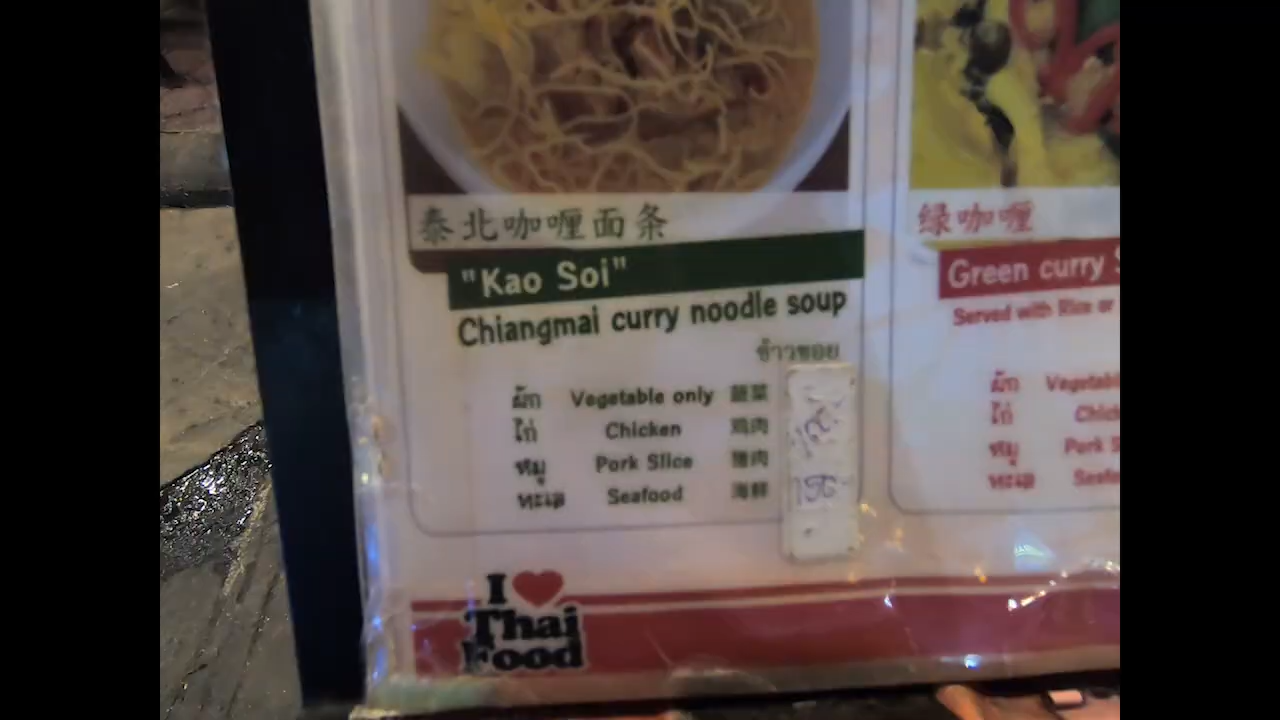 泰北咖喱面条
"Kao Soi"
Chiangmai curry noodle soup
ข้าวซอย
ผัก Vegetable only 蔬菜
ไก่ Chicken 鸡肉
หมู Pork Slice 猪肉
ทะเล Seafood 海鲜
150-
绿咖喱
Green curry
Served with Rice or
ผัก Vegetab
ไก่ Chick
หมู Pork S
ทะเล Seafo
I ❤ Thai Food